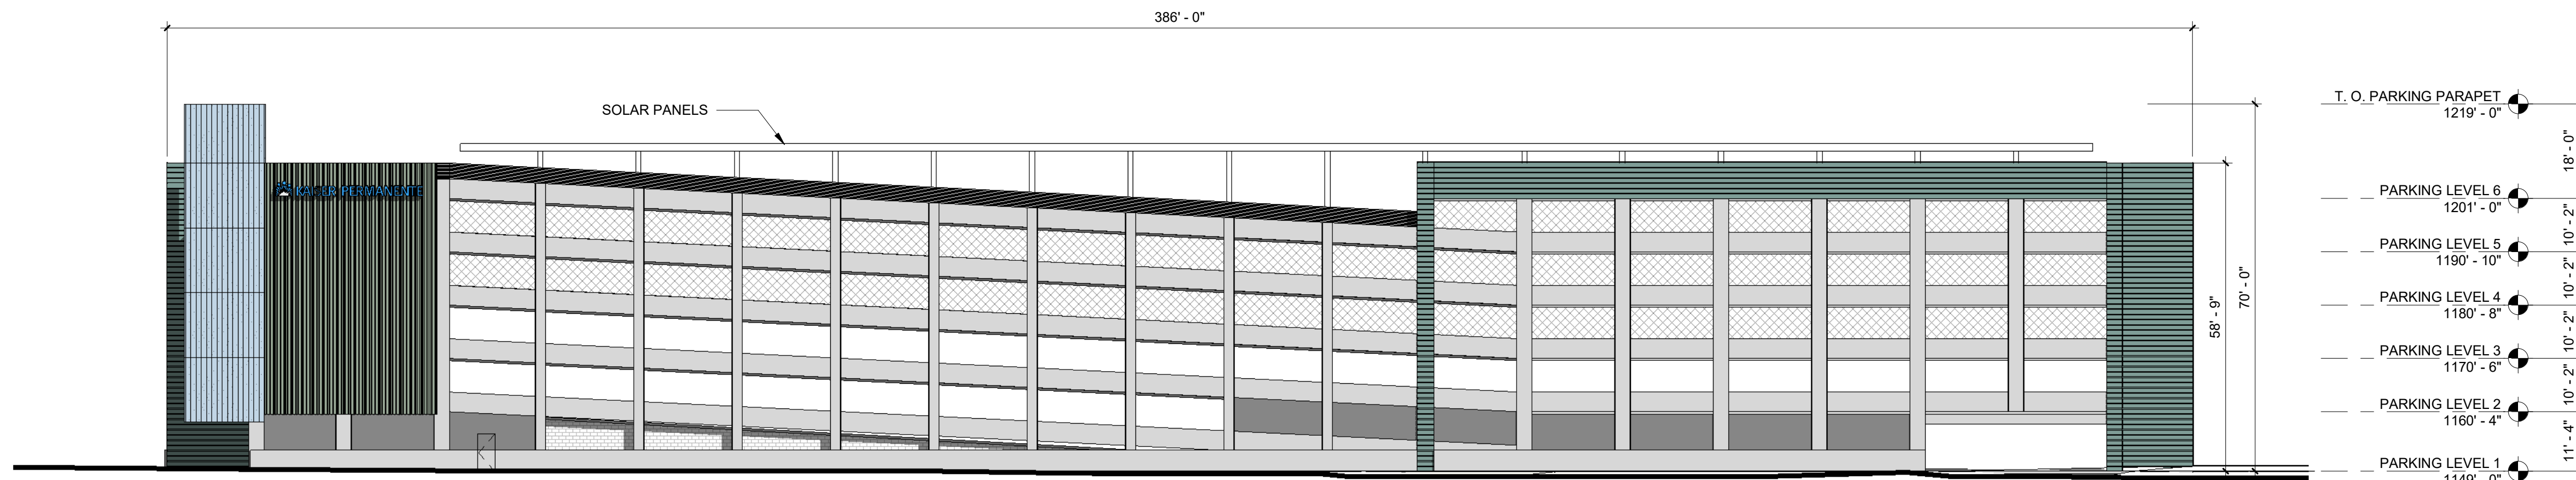 386' - 0"
SOLAR PANELS
KAISER PERMANENTE
58' - 9"
70' - 0"
T. O. PARKING PARAPET
1219' - 0"
18' - 0"
PARKING LEVEL 6
1201' - 0"
10' - 2"
PARKING LEVEL 5
1190' - 10"
10' - 2"
PARKING LEVEL 4
1180' - 8"
10' - 2"
PARKING LEVEL 3
1170' - 6"
10' - 2"
PARKING LEVEL 2
1160' - 4"
11' - 4"
PARKING LEVEL 1
1149' - 0"